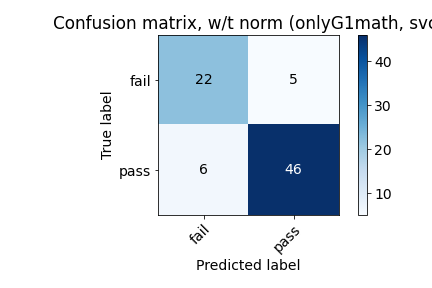 Confusion matrix, w/t norm (onlyG1math, svc
fail
22
5
pass
6
46
fail
pass
True label
Predicted label
40
30
20
10